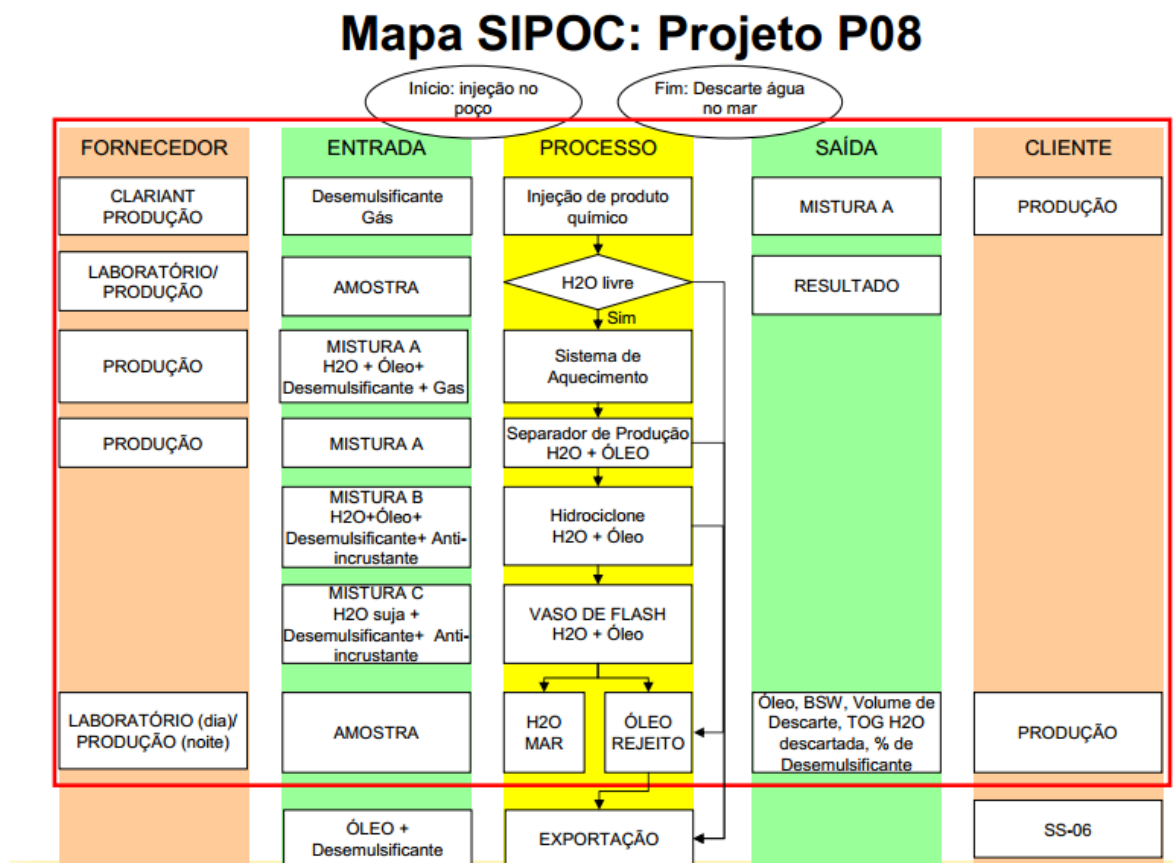 Mapa SIPOC: Projeto P08
Início: injeção no
poço
Fim: Descarte água
no mar
FORNECEDOR
ENTRADA
PROCESSO
SAÍDA
CLIENTE
CLARIANT
PRODUÇÃO
Desemulsificante
Gás
Injeção de produto
químico
MISTURA A
PRODUÇÃO
LABORATÓRIO/
PRODUÇÃO
AMOSTRA
H2O livre
RESULTADO
Sim
PRODUÇÃO
MISTURA A
H2O + Óleo+
Desemulsificante + Gas
Sistema de
Aquecimento
PRODUÇÃO
MISTURA A
Separador de Produção
H2O + ÓLEO
MISTURA B
H2O+Óleo+
Desemulsificante+ Anti-
incrustante
Hidrociclone
H2O + Óleo
MISTURA C
H2O suja +
Desemulsificante+ Anti-
incrustante
VASO DE FLASH
H2O + Óleo
LABORATÓRIO (dia)/
PRODUÇÃO (noite)
AMOSTRA
H2O
MAR
ÓLEO
REJEITO
Óleo, BSW, Volume de
Descarte, TOG H2O
descartada, % de
Desemulsificante
PRODUÇÃO
ÓLEO +
Desemulsificante
EXPORTAÇÃO
SS-06